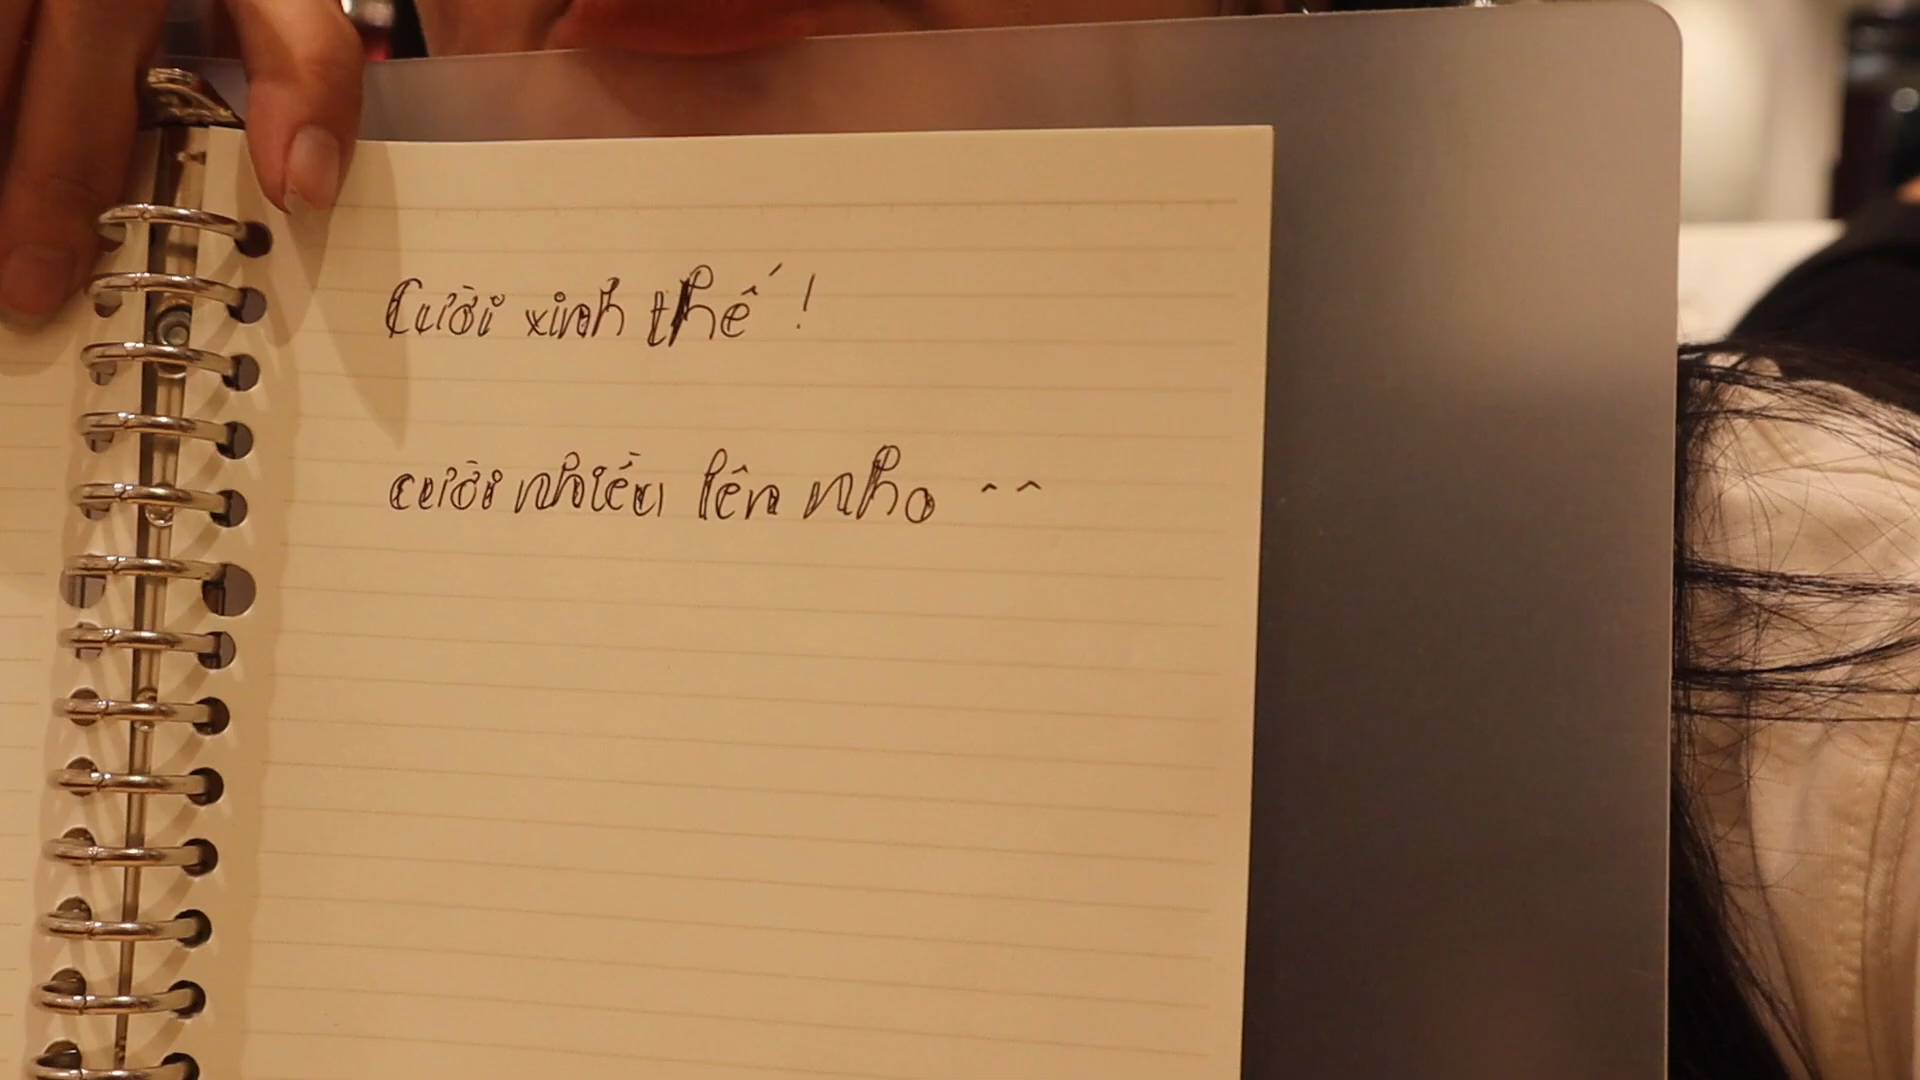 Cười xinh thế !
cười nhiều lên nho ^^